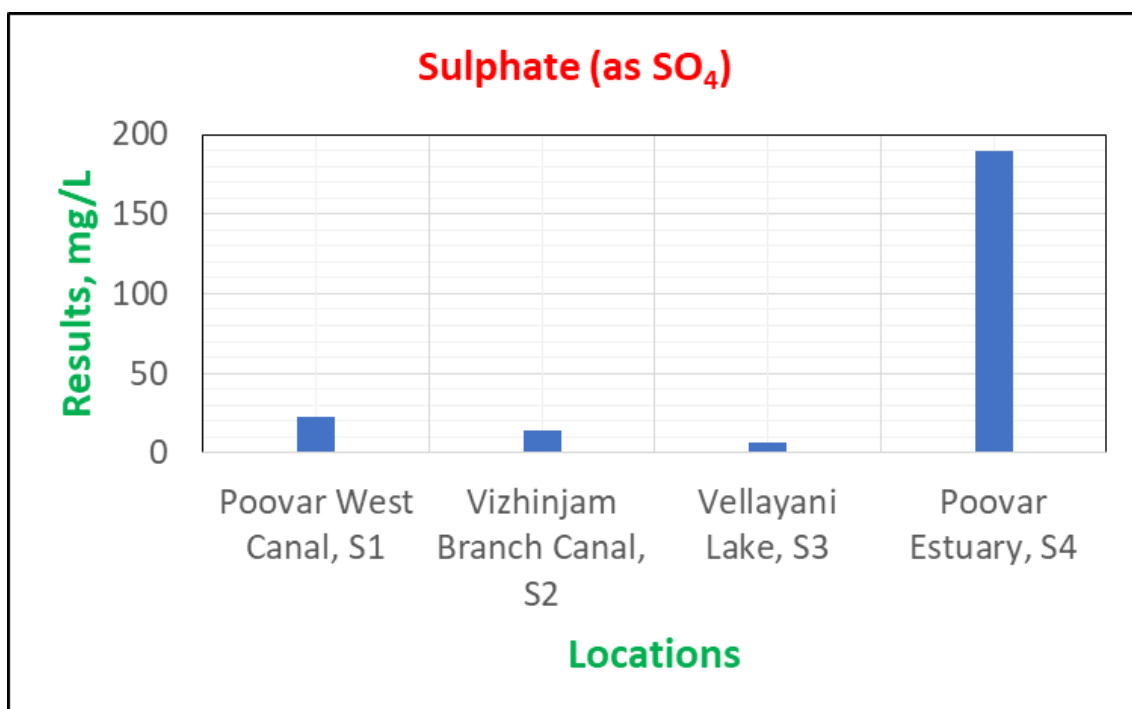 Sulphate (as SO₄)
Results, mg/L
200
150
100
50
0
Poovar West
Canal, S1
Vizhinjam
Branch Canal,
S2
Vellayani
Lake, S3
Poovar
Estuary, S4
Locations